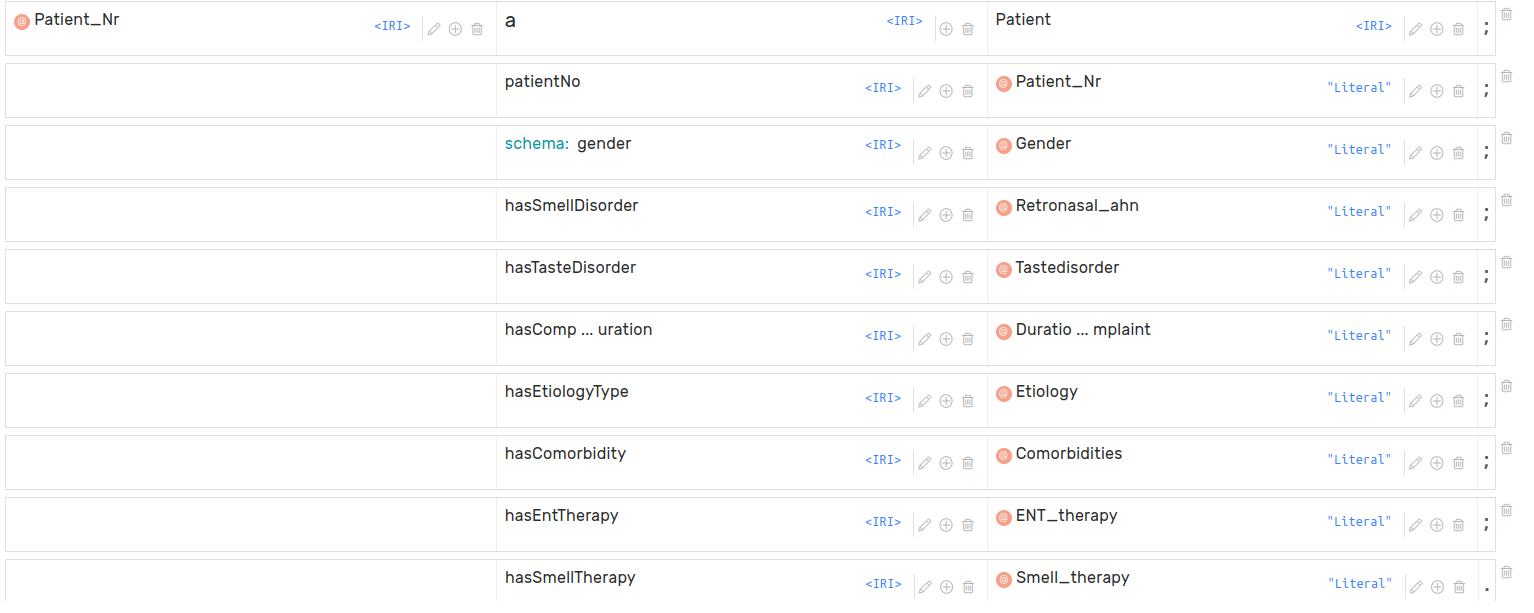 @ Patient_Nr <IRI> a <IRI> Patient <IRI> ;
patientNo <IRI> @ Patient_Nr "Literal" ;
schema: gender <IRI> @ Gender "Literal" ;
hasSmellDisorder <IRI> @ Retronasal_ahn "Literal" ;
hasTasteDisorder <IRI> @ Tastedisorder "Literal" ;
hasComp ... uration <IRI> @ Duratio ... mplaint "Literal" ;
hasEtiologyType <IRI> @ Etiology "Literal" ;
hasComorbidity <IRI> @ Comorbidities "Literal" ;
hasEntTherapy <IRI> @ ENT_therapy "Literal" ;
hasSmellTherapy <IRI> @ Smell_therapy "Literal" .